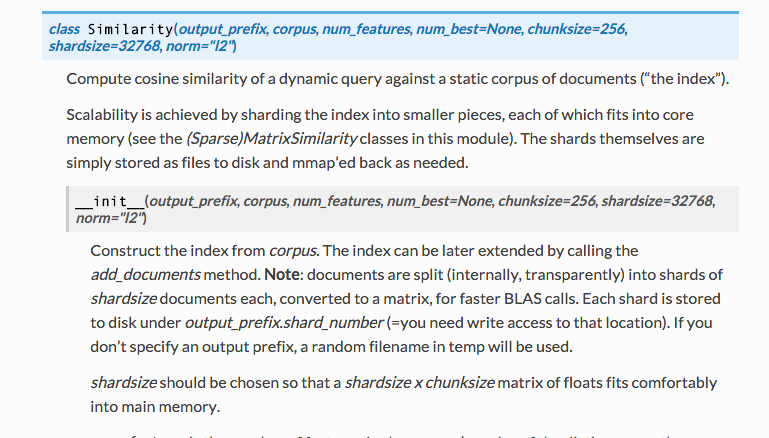 class Similarity(output_prefix, corpus, num_features, num_best=None, chunksize=256,
shardsize=32768, norm="l2")
Compute cosine similarity of a dynamic query against a static corpus of documents (“the index”).
Scalability is achieved by sharding the index into smaller pieces, each of which fits into core
memory (see the (Sparse)MatrixSimilarity classes in this module). The shards themselves are
simply stored as files to disk and mmap’ed back as needed.
__init__(output_prefix, corpus, num_features, num_best=None, chunksize=256, shardsize=32768,
norm="l2")
Construct the index from corpus. The index can be later extended by calling the
add_documents method. Note: documents are split (internally, transparently) into shards of
shardsize documents each, converted to a matrix, for faster BLAS calls. Each shard is stored
to disk under output_prefix.shard_number (=you need write access to that location). If you
don’t specify an output prefix, a random filename in temp will be used.
shardsize should be chosen so that a shardsize x chunksize matrix of floats fits comfortably
into main memory.